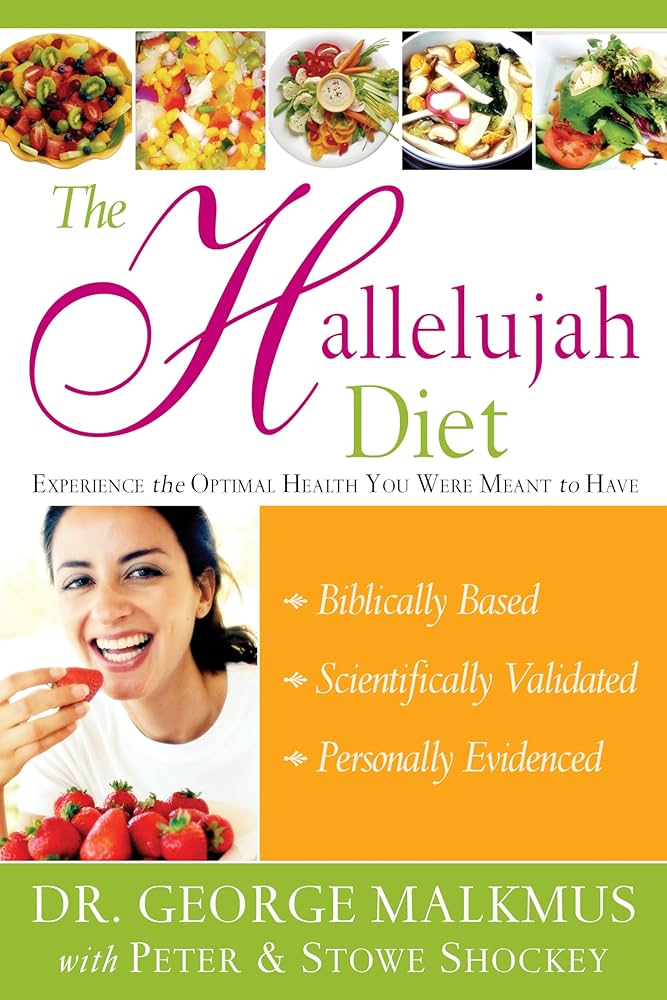 The
Hallelujah
Diet
EXPERIENCE the OPTIMAL HEALTH YOU WERE MEANT to HAVE
Biblically Based
Scientifically Validated
Personally Evidenced
DR. GEORGE MALKMUS
with PETER & STOWE SHOCKEY